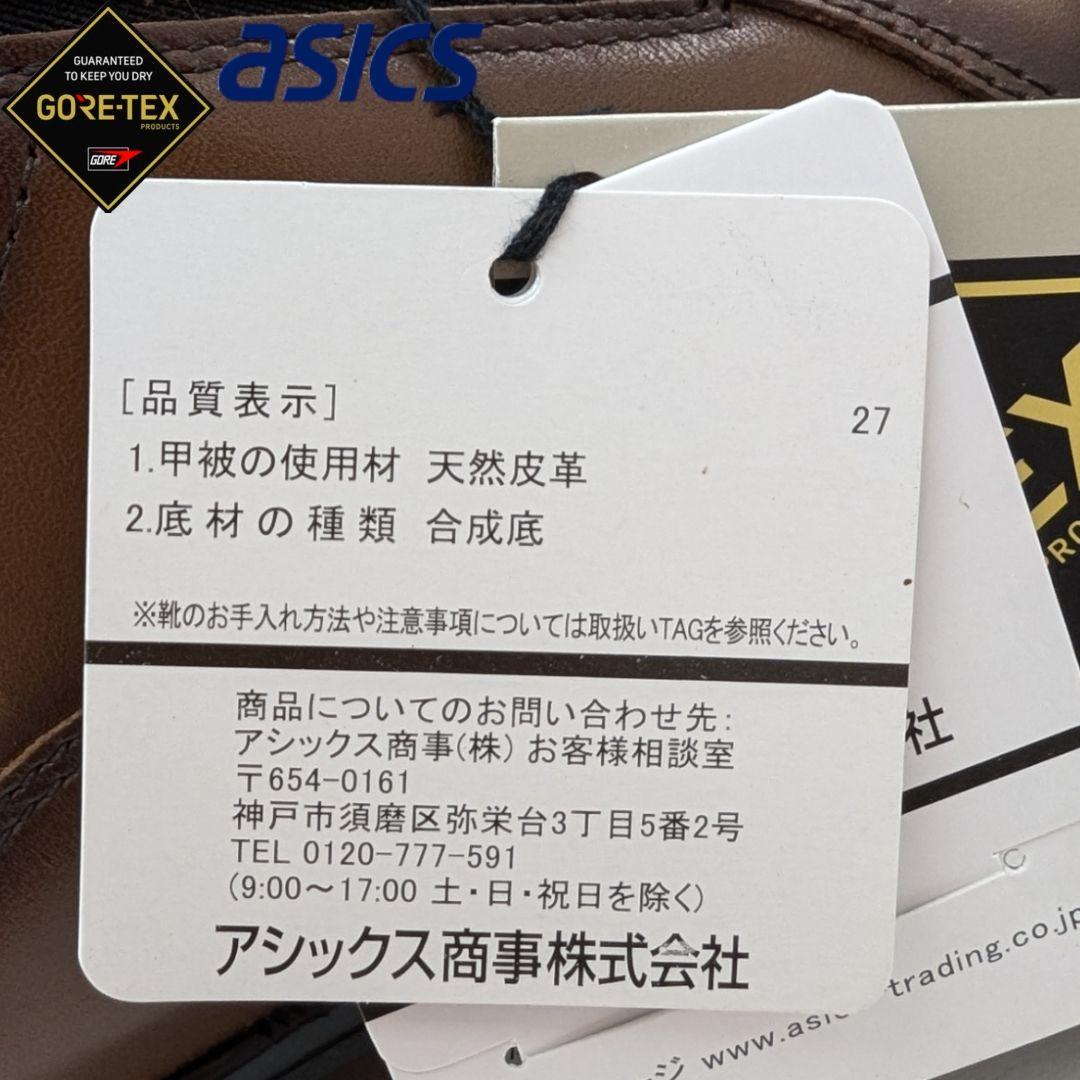 GUARANTEED
TO KEEP YOU DRY
GORE-TEX
PRODUCTS
GORE
asics
[品質表示]
27
1.甲被の使用材 天然皮革
2.底材の種類 合成底
※靴のお手入れ方法や注意事項については取扱いTAGを参照ください。
商品についてのお問い合わせ先:
アシックス商事(株) お客様相談室
〒654-0161
神戸市須磨区弥栄台3丁目5番2号
TEL 0120-777-591
(9:00〜17:00 土・日・祝日を除く)
アシックス商事株式会社
EX
社
www.asic
trading.co.jp